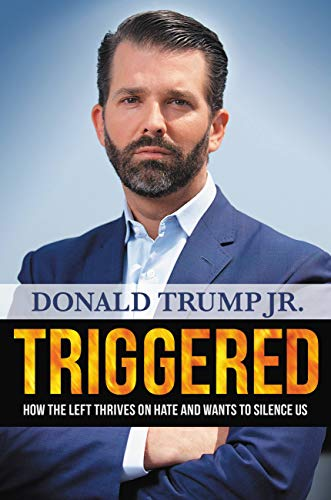 DONALD TRUMP JR.
TRIGGERED
HOW THE LEFT THRIVES ON HATE AND WANTS TO SILENCE US